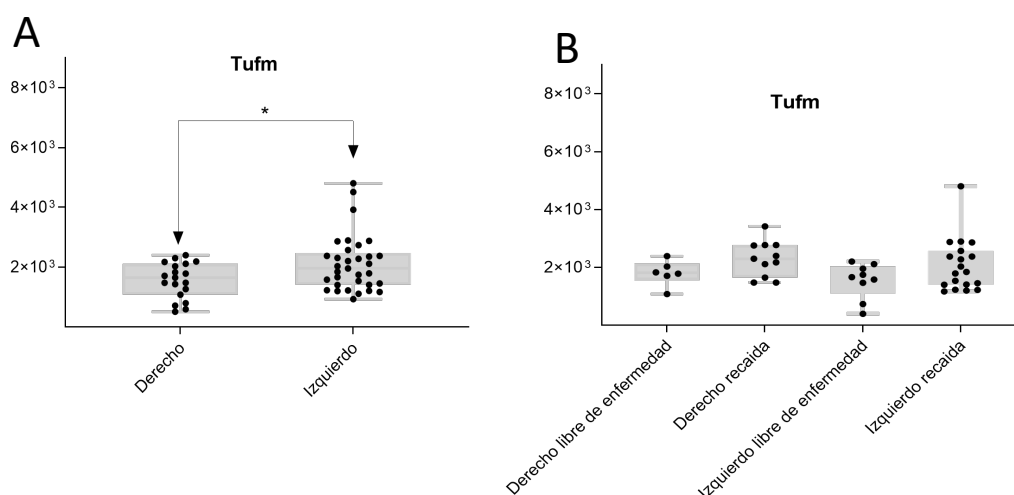 A
Tufm
8×10³
*
6×10³
4×10³
2×10³
Derecho
Izquierdo
B
Tufm
8×10³
6×10³
4×10³
2×10³
Derecho libre de enfermedad
Derecho recaida
Izquierdo libre de enfermedad
Izquierdo recaida